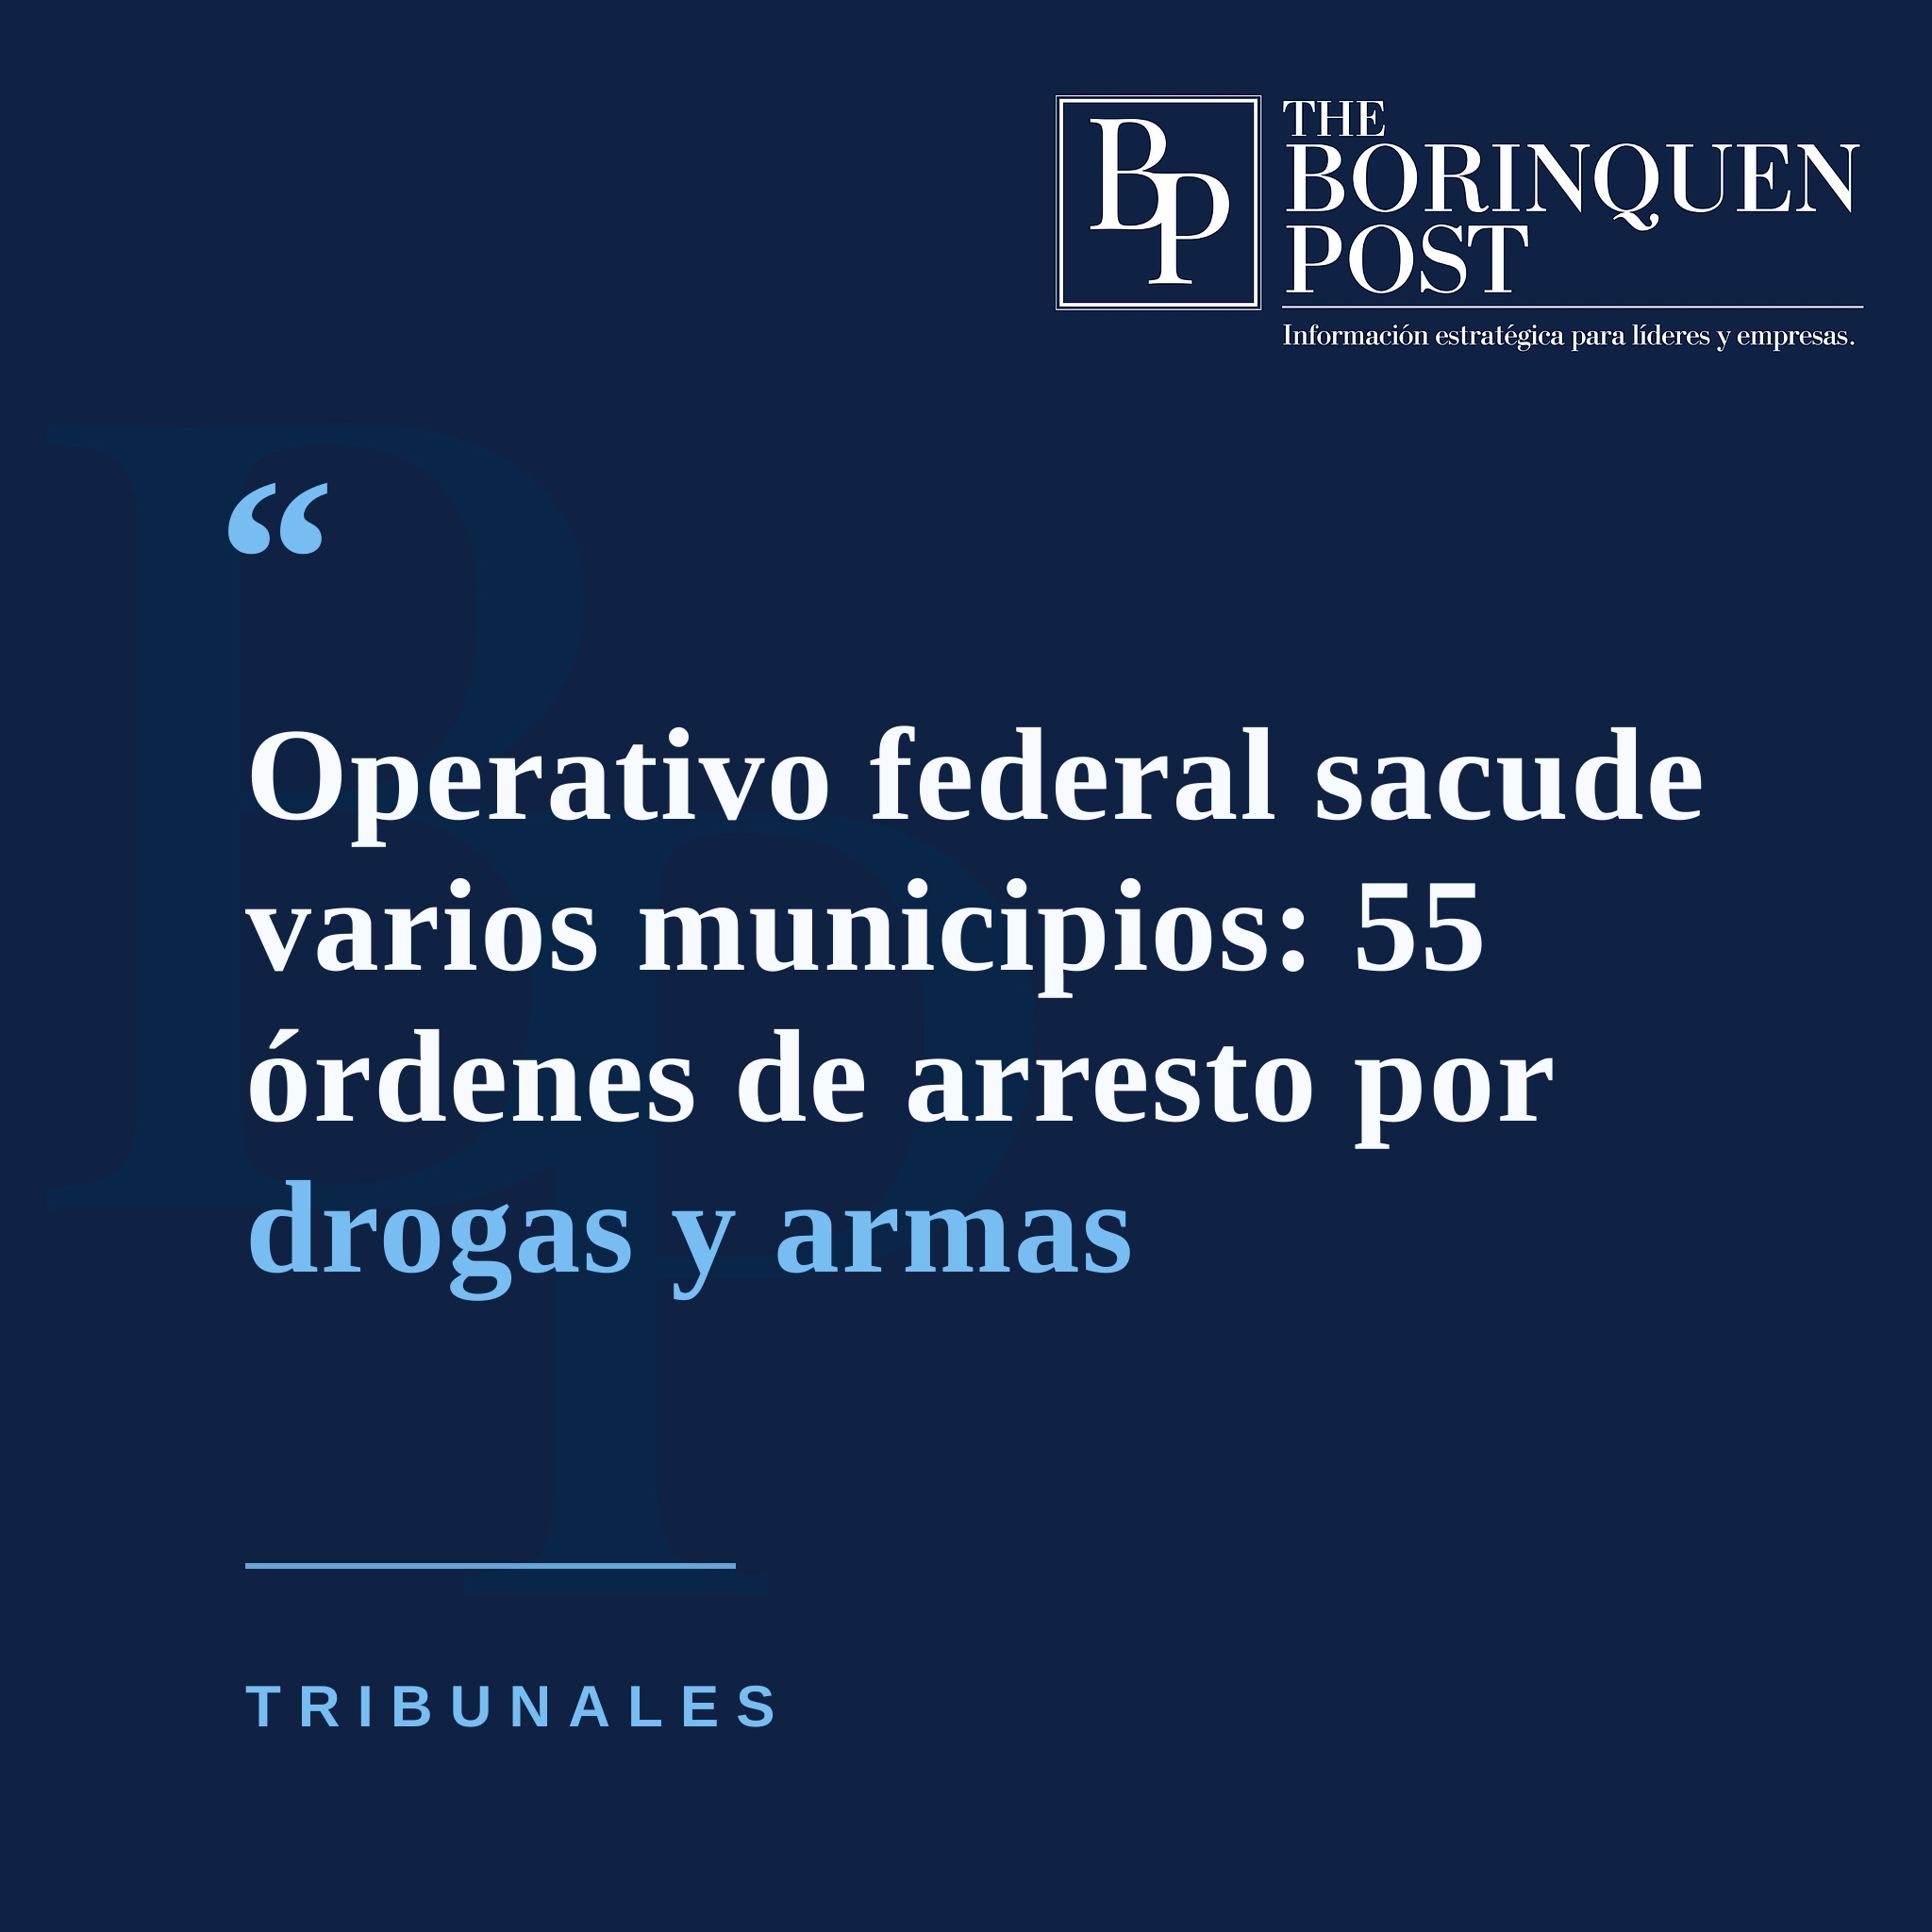 BP
THE
BORINQUEN
POST
Información estratégica para líderes y empresas.
“
Operativo federal sacude
varios municipios: 55
órdenes de arresto por
drogas y armas
TRIBUNALES